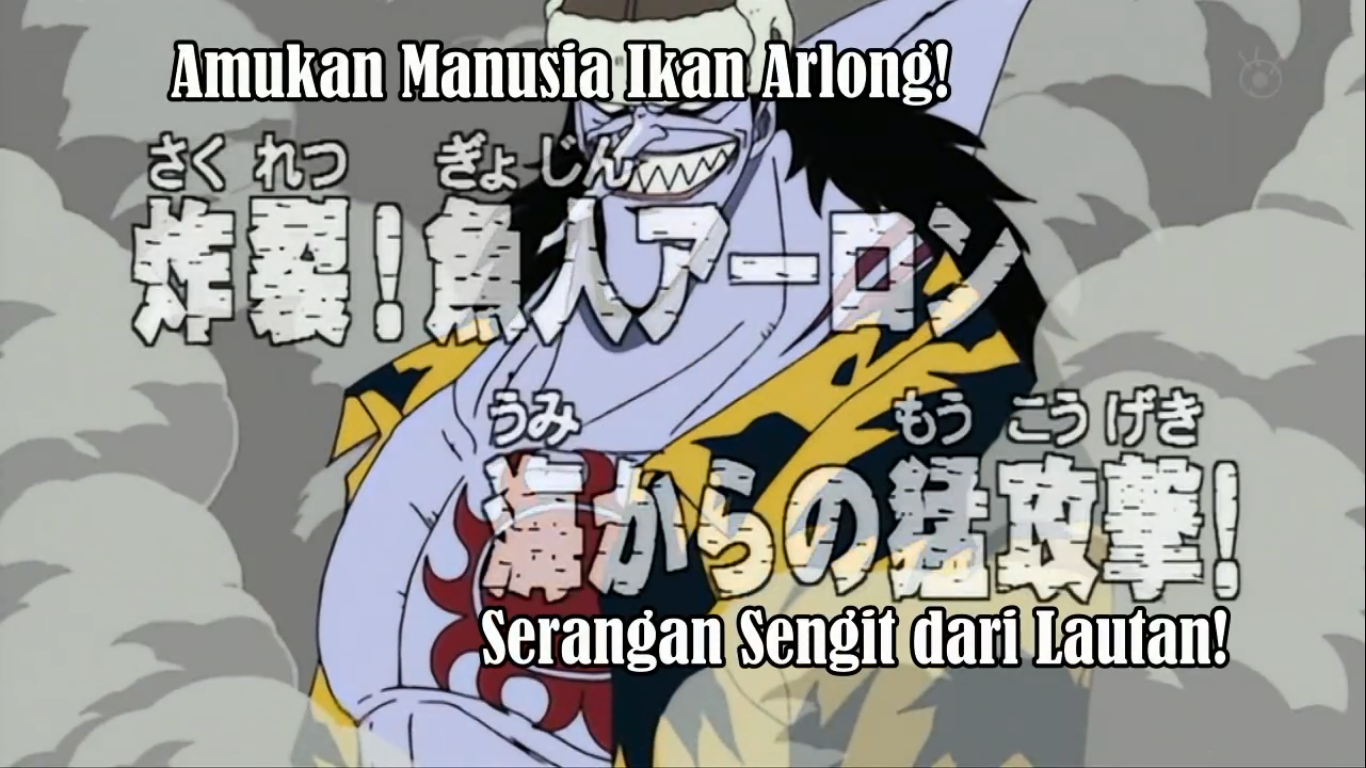 Amukan Manusia Ikan Arlong!
さくれつ ぎょじん
炸裂!魚人アーロン
うみ もうこうげき
海からの猛攻撃!
Serangan Sengit dari Lautan!